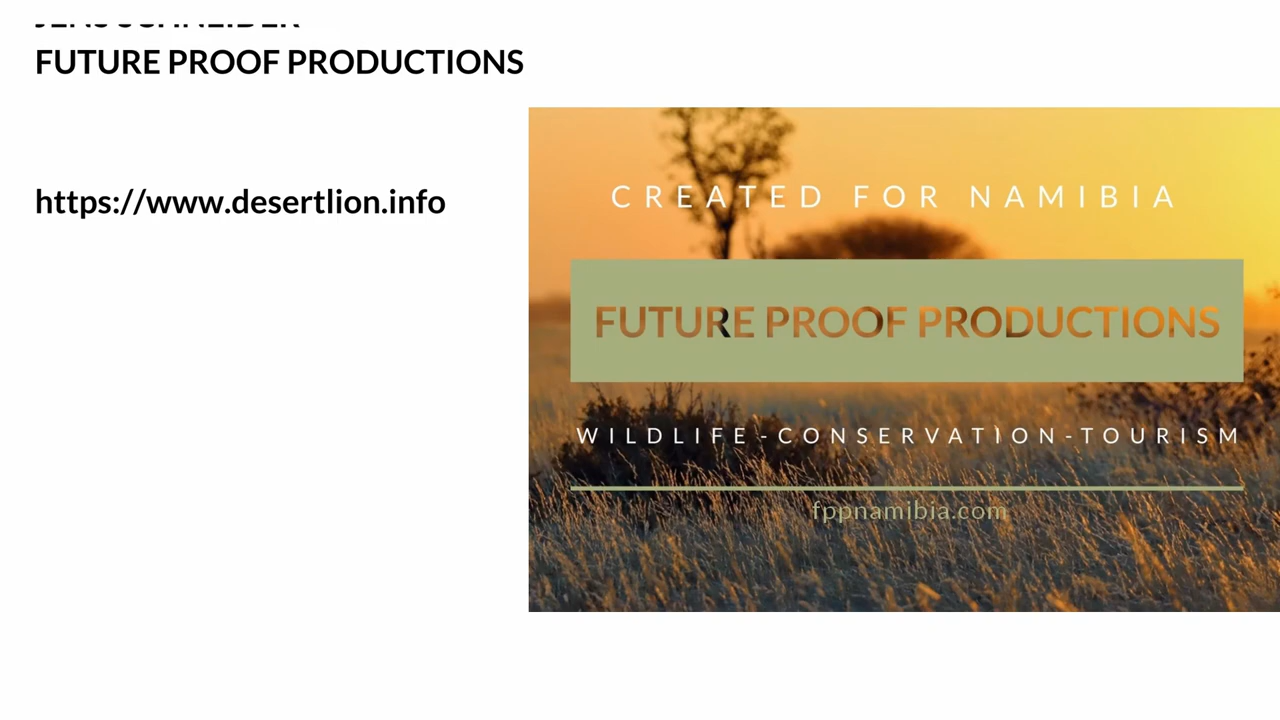 FUTURE PROOF PRODUCTIONS
https://www.desertlion.info
CREATED FOR NAMIBIA
FUTURE PROOF PRODUCTIONS
WILDLIFE-CONSERVATION-TOURISM
fppnamibia.com